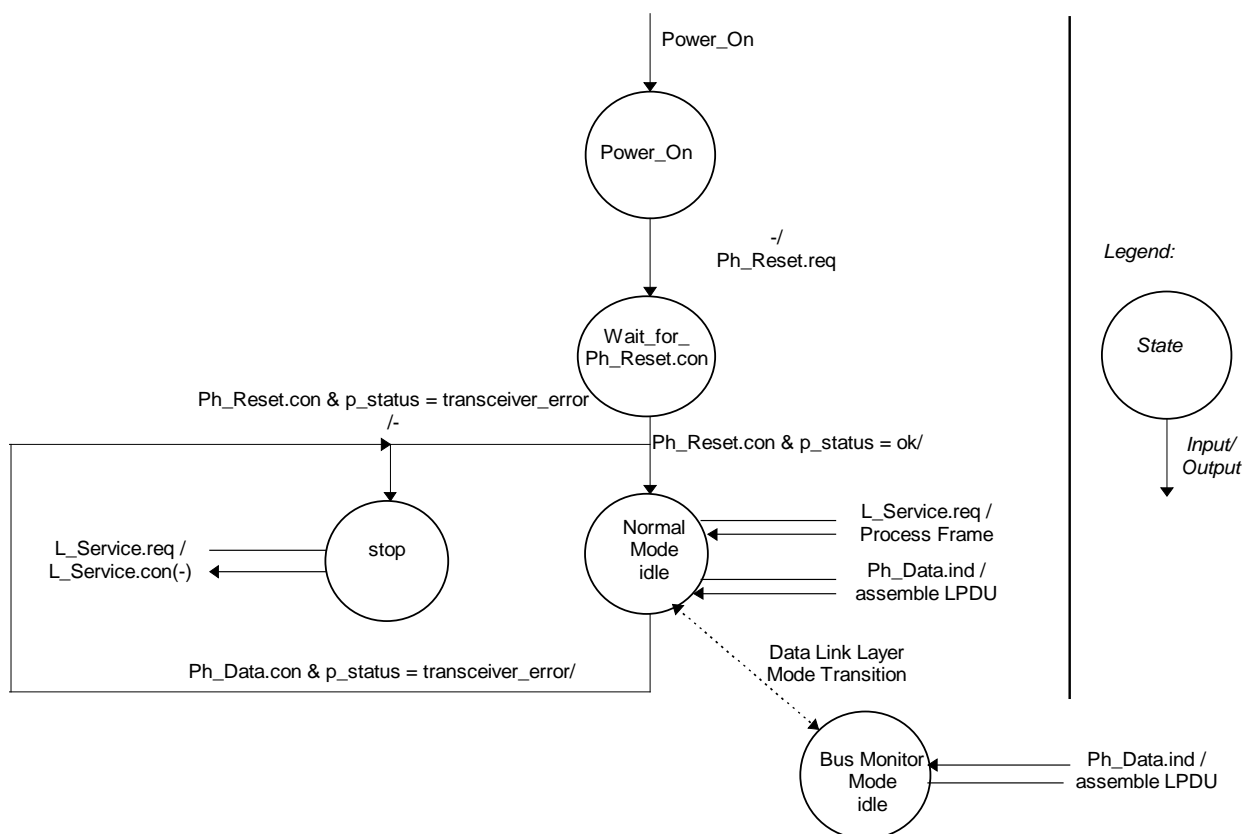 Power_On
Power_On
-/
Ph_Reset.req
Legend:
Wait_for_
Ph_Reset.con
State
Ph_Reset.con & p_status = transceiver_error
/-
Ph_Reset.con & p_status = ok/
Input/
Output
stop
L_Service.req /
L_Service.con(-)
Normal
Mode
idle
L_Service.req /
Process Frame
Ph_Data.ind /
assemble LPDU
Ph_Data.con & p_status = transceiver_error/
Data Link Layer
Mode Transition
Bus Monitor
Mode
idle
Ph_Data.ind /
assemble LPDU